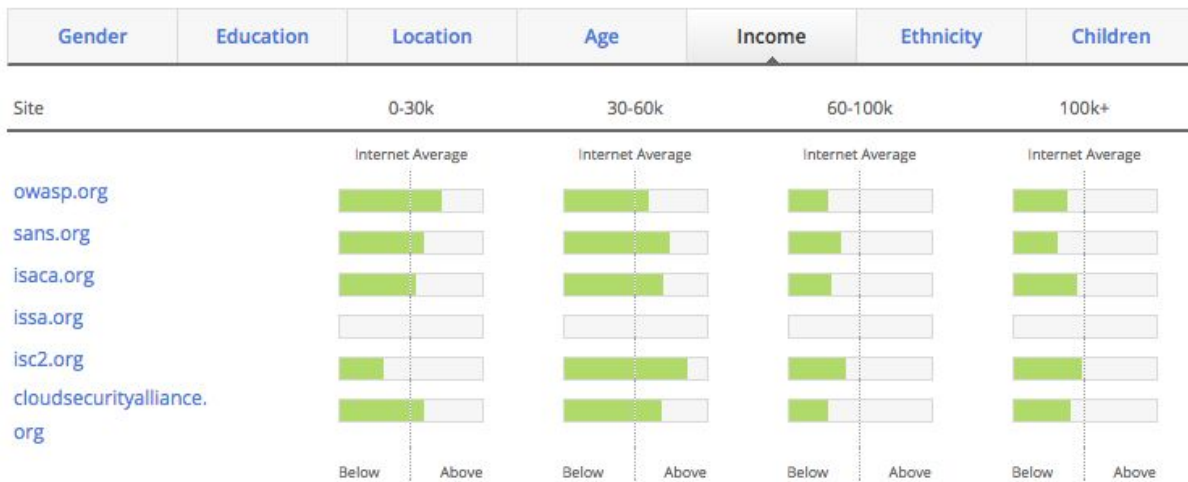 Gender Education Location Age Income Ethnicity Children
Site 0-30k 30-60k 60-100k 100k+
Internet Average Internet Average Internet Average Internet Average
owasp.org
sans.org
isaca.org
issa.org
isc2.org
cloudsecurityalliance.
org
Below Above Below Above Below Above Below Above